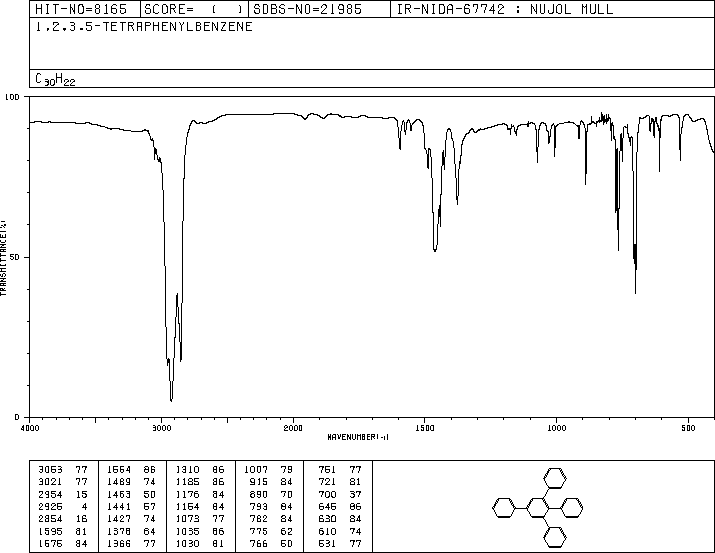 HIT-NO=8165 SCORE= ( ) SDBS-NO=21985 IR-NIDA-67742 : NUJOL MULL
1,2,3,5-TETRAPHENYLBENZENE
C30H22
100
50
0
TRANSMITTANCE(%)
4000 3000 2000 1500 1000 500
WAVENUMBER(-1)
3063 77 1554 86 1310 86 1007 79 751 77
3021 77 1489 74 1185 86 915 84 721 81
2954 15 1463 50 1176 84 890 70 700 37
2925 4 1441 57 1154 84 793 84 645 86
2854 16 1427 74 1073 77 782 84 630 84
1595 81 1378 64 1035 86 775 62 610 74
1575 84 1366 77 1030 81 766 50 531 77